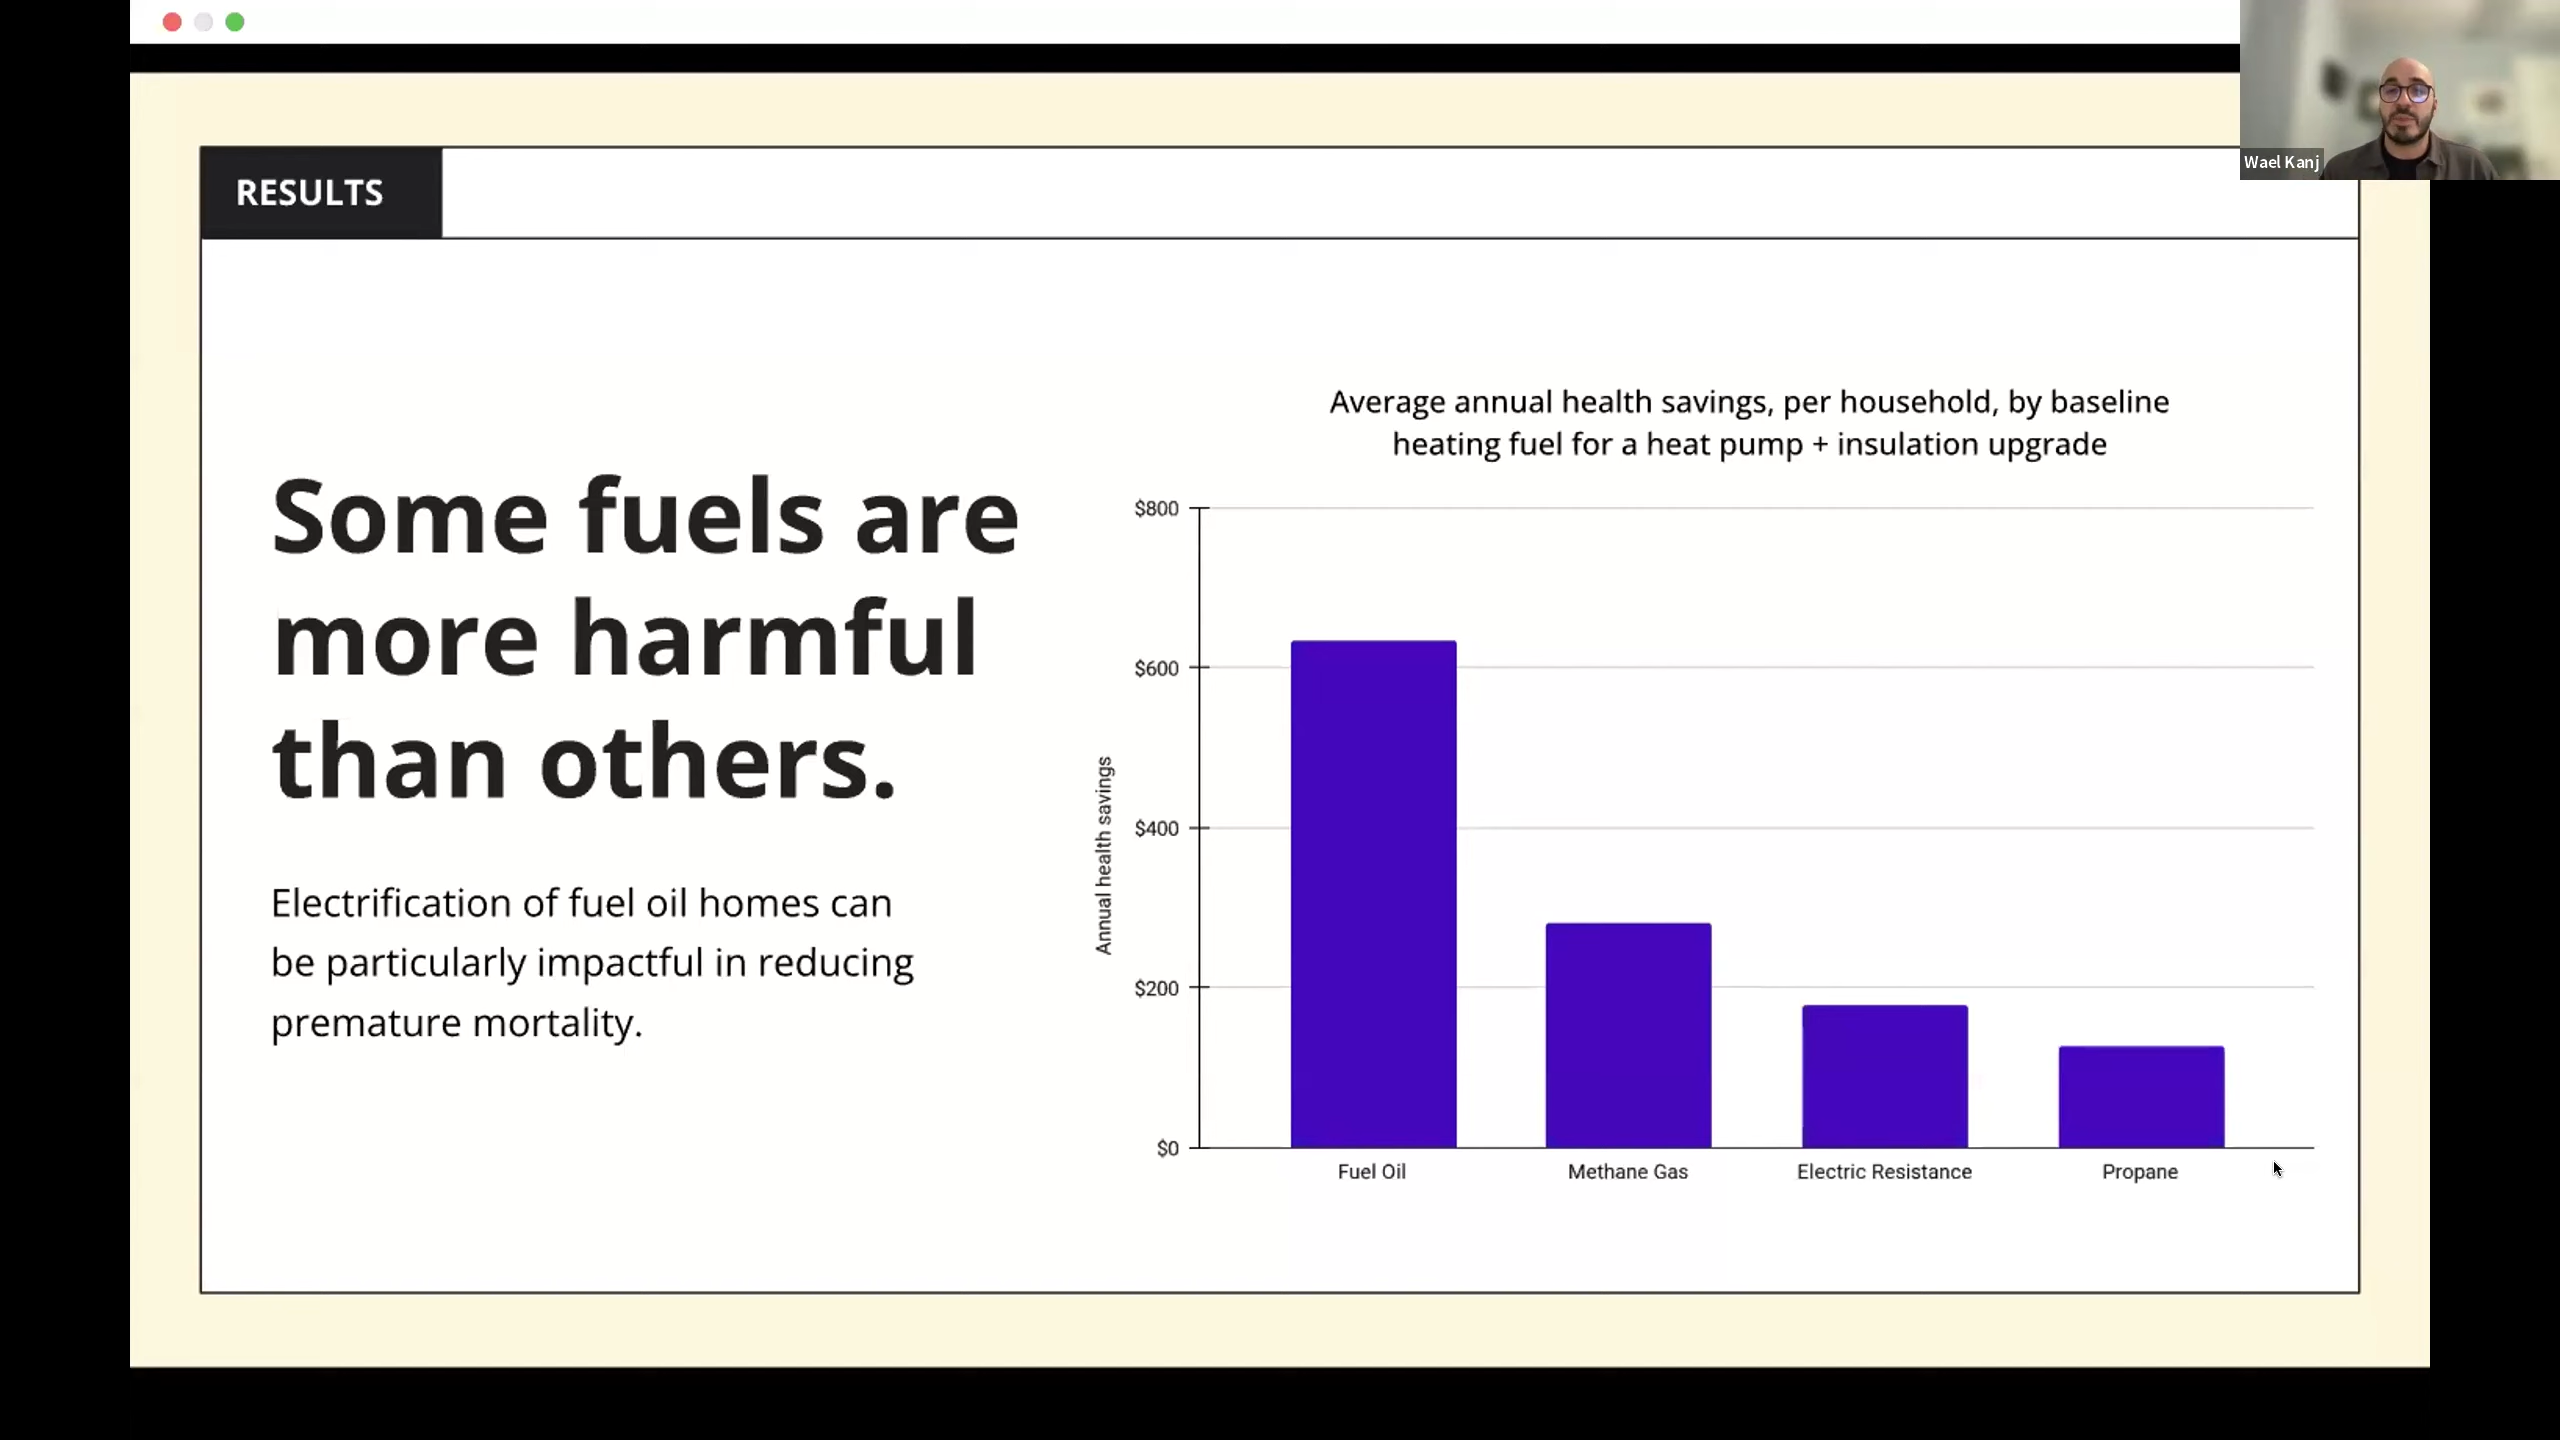 Wael Kanj
RESULTS
Some fuels are
more harmful
than others.
Electrification of fuel oil homes can
be particularly impactful in reducing
premature mortality.
Average annual health savings, per household, by baseline
heating fuel for a heat pump + insulation upgrade
Annual health savings
$800
$600
$400
$200
$0
Fuel Oil
Methane Gas
Electric Resistance
Propane